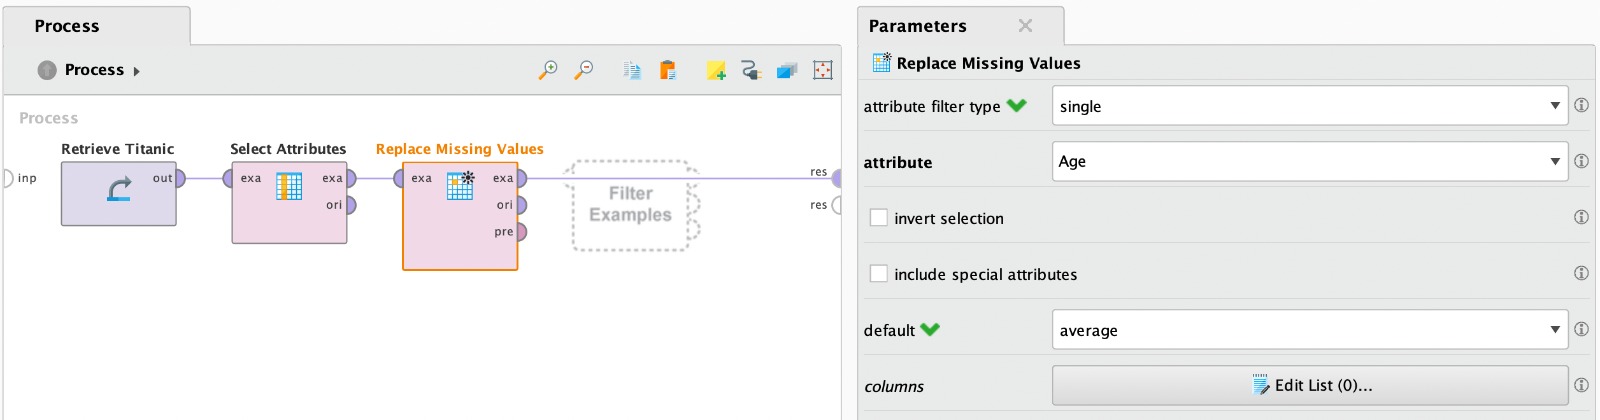 Process
Process
Process
Retrieve Titanic
Select Attributes
Replace Missing Values
inp
out
exa
exa
ori
exa
exa
ori
pre
Filter
Examples
res
res
Parameters
Replace Missing Values
attribute filter type
single
attribute
Age
invert selection
include special attributes
default
average
columns
Edit List (0)...